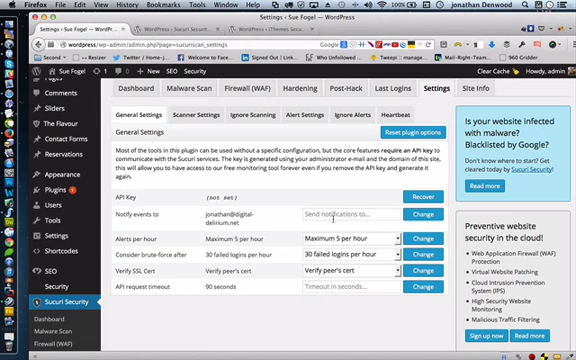 Firefox File Edit View History Bookmarks Tools Window Help
100%
jonathan Denwood
Settings ‹ Sue Fogel — WordPress
Settings ‹ Sue Fogel — WordPress
WordPress › Sucuri Securit
WordPress › iThemes Secur
wordpress/wp-admin/admin.php?page=sucuriscan_settings
Google
Second
Resizer
Twitter
Facebook
Welcome to
Signed Out
LinkedIn
Mail-Right-Team
960 Gridder
Sue Fogel
1
New
SEO
Security
Clear Cache
Howdy, admin
Pages
Comments
Sliders
The Flavour
Contact Forms
Reservations
Appearance
Plugins
Users
Tools
Settings
SEO
Security
Sucuri Security
Dashboard
Malware Scan
Firewall (WAF)
Dashboard
Malware Scan
Firewall (WAF)
Hardening
Post-Hack
Last Logins
Settings
Site Info
General Settings
Scanner Settings
Ignore Scanning
Alert Settings
Ignore Alerts
Heartbeat
General Settings
Reset plugin options
Most of the tools in this plugin can be used without a specific configuration, but the core features require an API key to
communicate with the Sucuri services. The key is generated using your administrator e-mail and the domain of this site,
this will allow you to have access to our free monitoring tool forever even if you remove the API key and generate it
again.
API Key
(not set)
Recover
Notify events to
jonathan@digital-
delirium.net
Send notifications to...
Change
Alerts per hour
Maximum 5 per hour
Maximum 5 per hour
Change
Consider brute-force after
30 failed logins per hour
30 failed logins per hour
Change
Verify SSL Cert
Verify peer's cert
Verify peer's cert
Change
API request timeout
90 seconds
Timeout in seconds...
Change
Is your website infected
with malware?
Blacklisted by Google?
Don't know where to start? Get
cleared today by Sucuri Security!
Read more
Preventive website
security in the cloud!
Web Application Firewall
(WAF) Protection
Virtual Website Patching
Cloud Intrusion Prevention
System (IPS)
High Security Website
Monitoring
Malicious Traffic Filtering
Sign up now
Read more